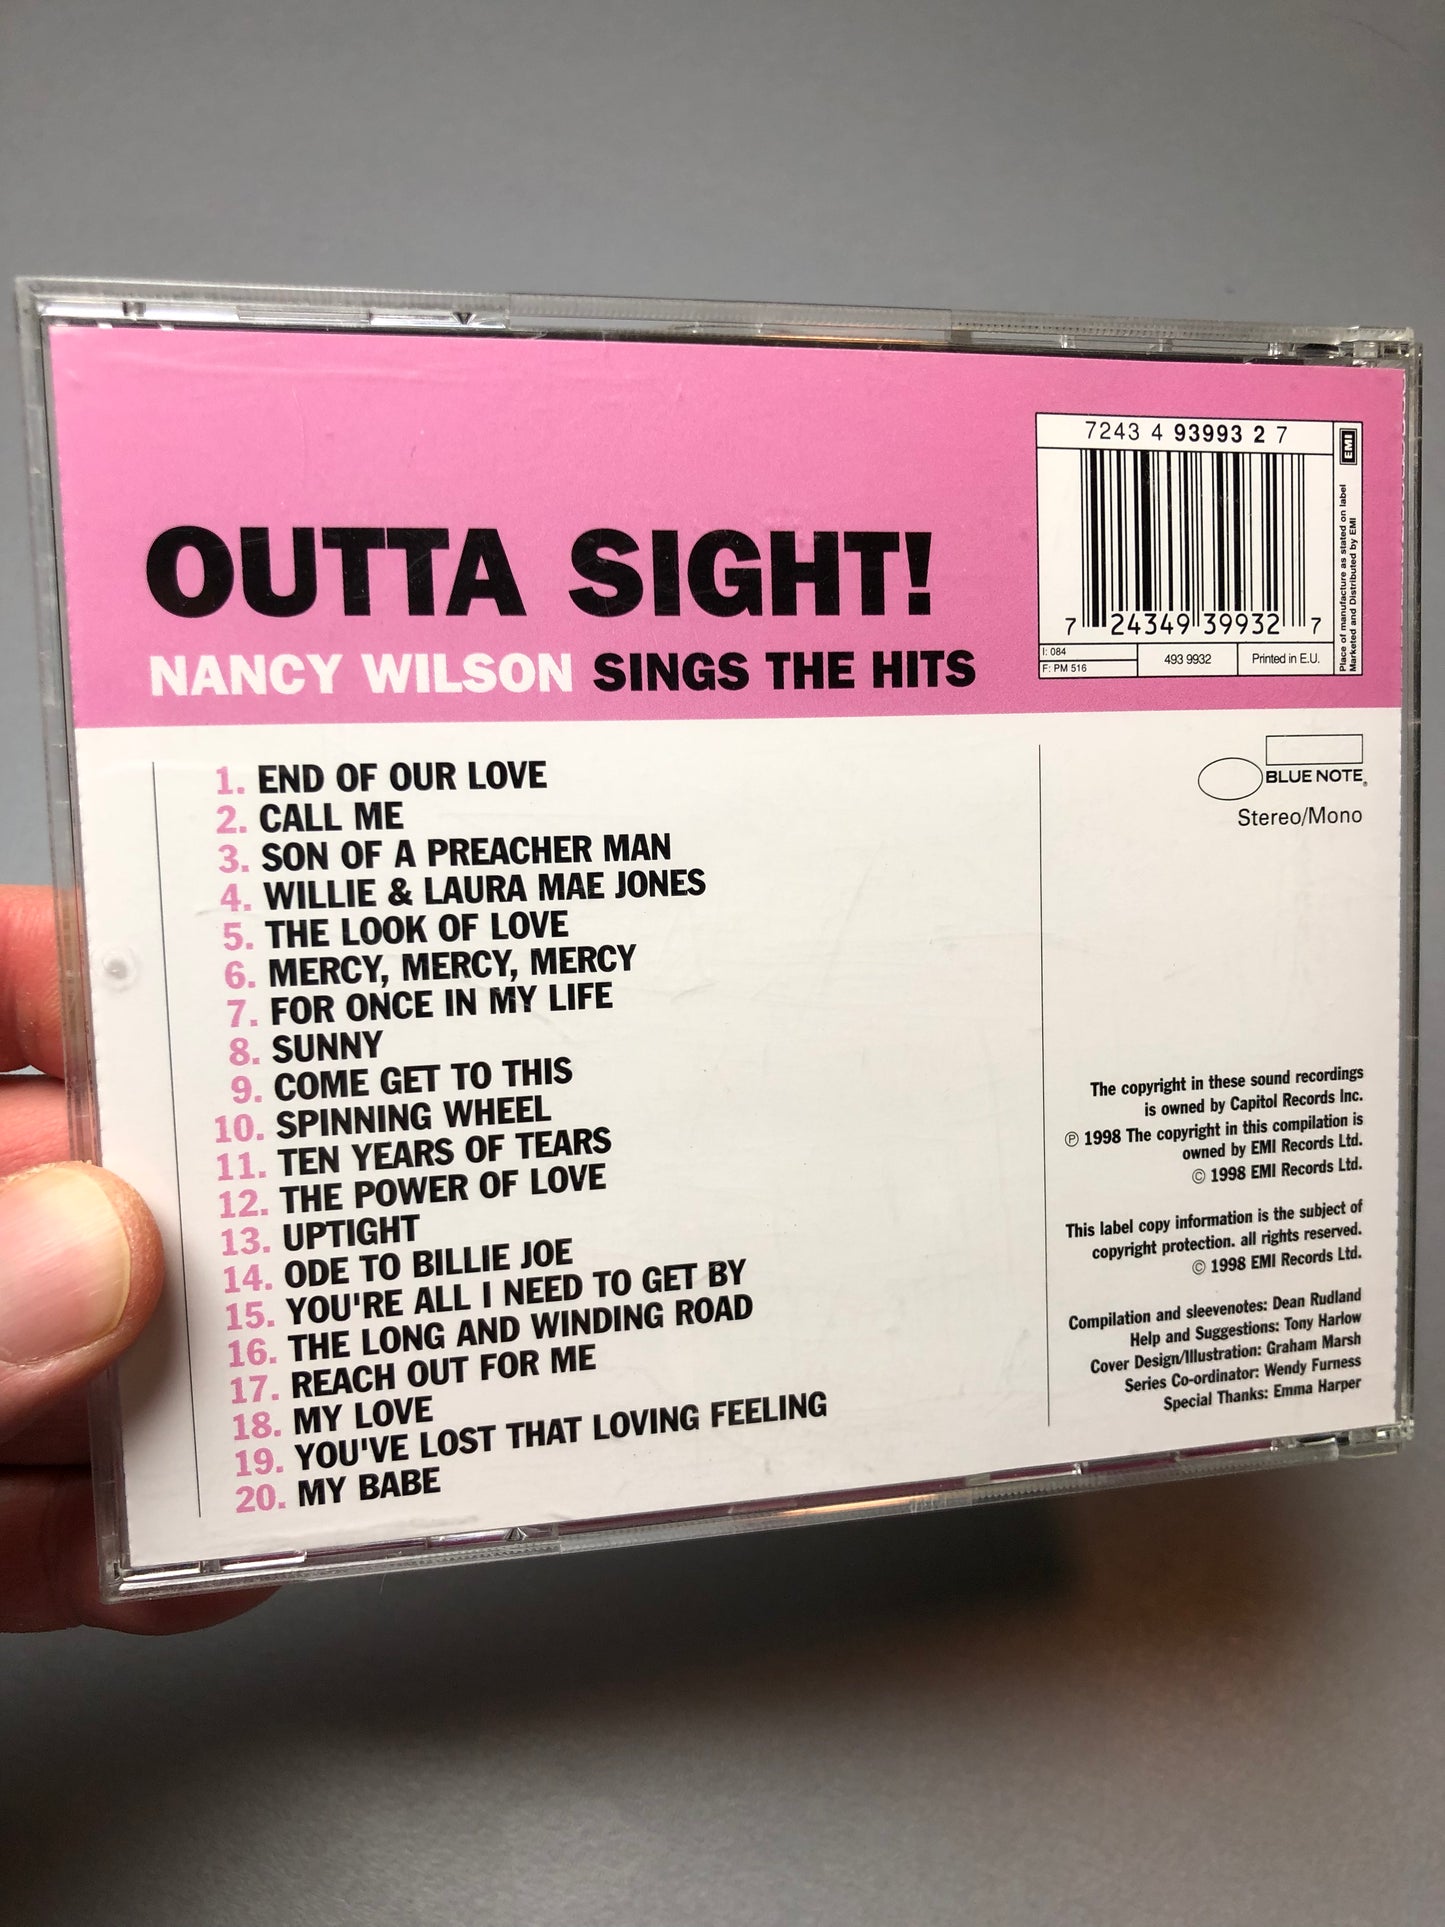 7243 4 93993 2 7
EMI
Place of manufacture as stated on label
Marketed and Distributed by EMI
7 24349 39932 7
I: 084
F: PM 516
493 9932
Printed in E.U.
OUTTA SIGHT!
NANCY WILSON SINGS THE HITS
1. END OF OUR LOVE
2. CALL ME
3. SON OF A PREACHER MAN
4. WILLIE & LAURA MAE JONES
5. THE LOOK OF LOVE
6. MERCY, MERCY, MERCY
7. FOR ONCE IN MY LIFE
8. SUNNY
9. COME GET TO THIS
10. SPINNING WHEEL
11. TEN YEARS OF TEARS
12. THE POWER OF LOVE
13. UPTIGHT
14. ODE TO BILLIE JOE
15. YOU'RE ALL I NEED TO GET BY
16. THE LONG AND WINDING ROAD
17. REACH OUT FOR ME
18. MY LOVE
19. YOU'VE LOST THAT LOVING FEELING
20. MY BABE
BLUE NOTE®
Stereo/Mono
The copyright in these sound recordings
is owned by Capitol Records Inc.
℗ 1998 The copyright in this compilation is
owned by EMI Records Ltd.
© 1998 EMI Records Ltd.
This label copy information is the subject of
copyright protection. all rights reserved.
© 1998 EMI Records Ltd.
Compilation and sleevenotes: Dean Rudland
Help and Suggestions: Tony Harlow
Cover Design/Illustration: Graham Marsh
Series Co-ordinator: Wendy Furness
Special Thanks: Emma Harper